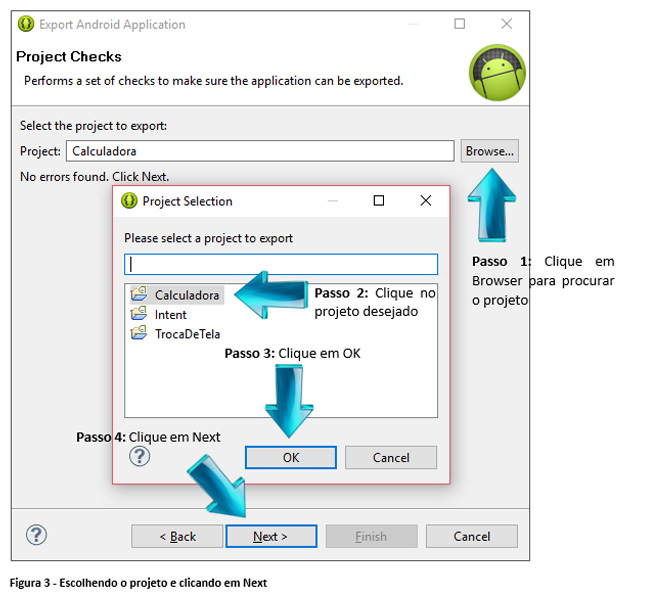 Export Android Application
Project Checks
Performs a set of checks to make sure the application can be exported.
Select the project to export:
Project: Calculadora Browse...
No errors found. Click Next.
Project Selection
Please select a project to export
Calculadora
Intent
TrocaDeTela
Passo 1: Clique em
Browser para procurar
o projeto
Passo 2: Clique no
projeto desejado
Passo 3: Clique em OK
Passo 4: Clique em Next
? OK Cancel
? < Back Next > Finish Cancel
Figura 3 - Escolhendo o projeto e clicando em Next